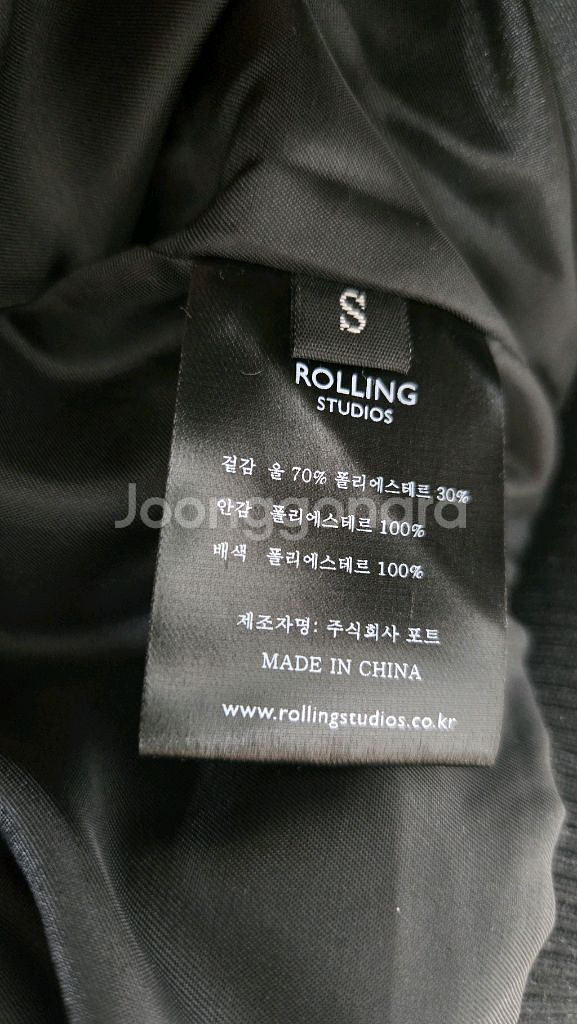 S
ROLLING
STUDIOS
겉감 울 70% 폴리에스테르 30%
Joonggonara
안감 폴리에스테르 100%
배색 폴리에스테르 100%
제조자명: 주식회사 포트
MADE IN CHINA
www.rollingstudios.co.kr